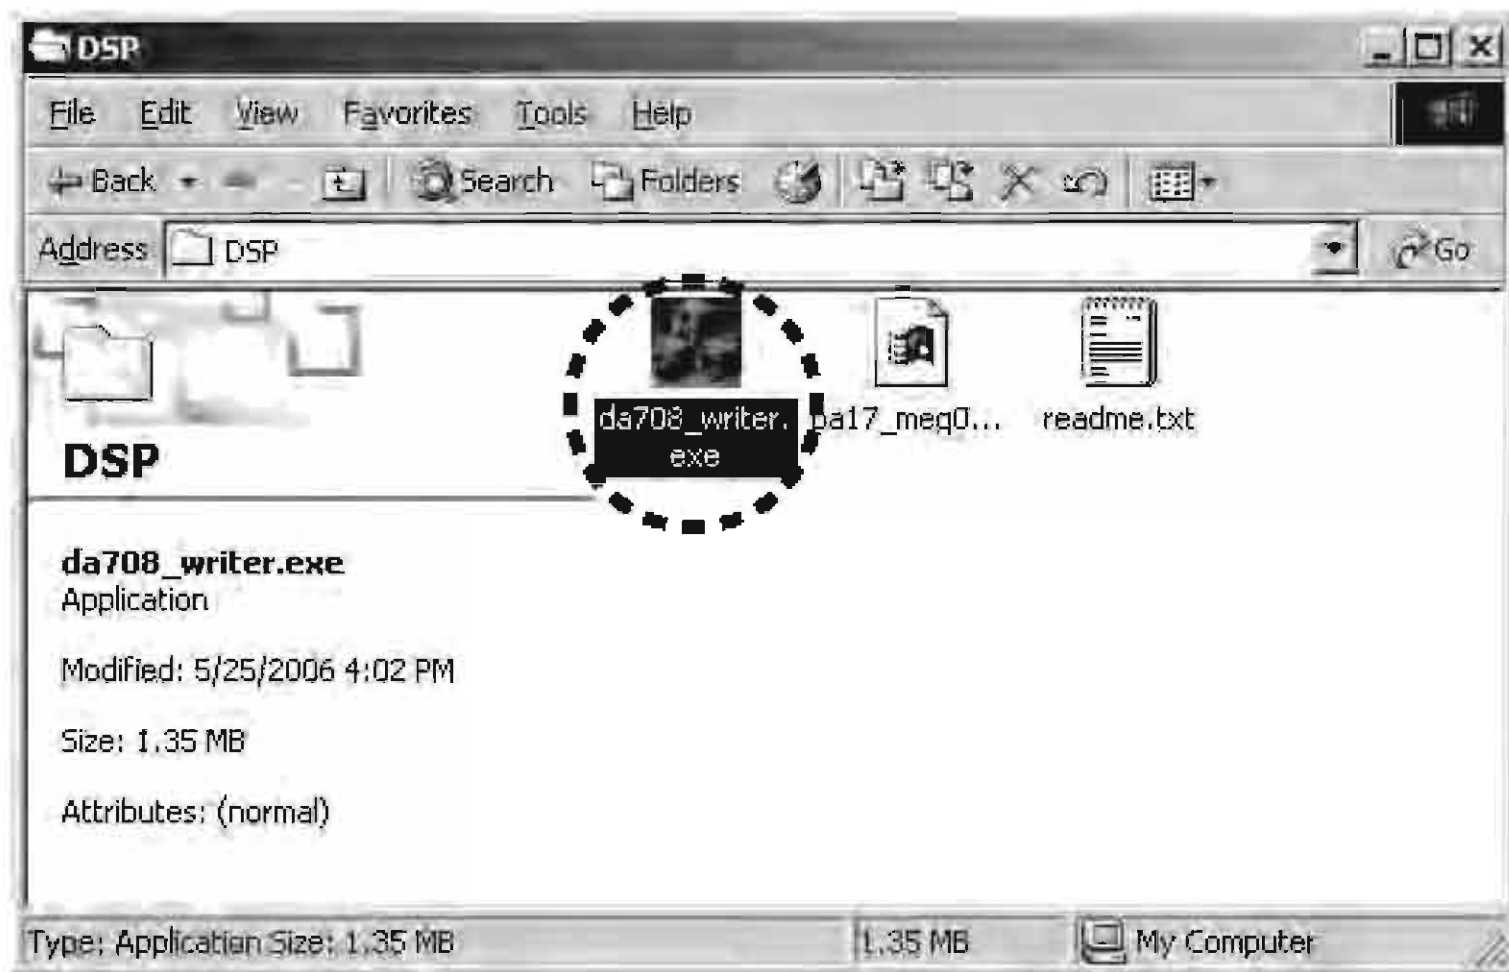 DSP
File Edit View Favorites Tools Help
Back Search Folders
Address DSP Go
da708_writer.
exe
pa17_meg0...
readme.txt
DSP
da708_writer.exe
Application
Modified: 5/25/2006 4:02 PM
Size: 1.35 MB
Attributes: (normal)
Type: Application Size: 1.35 MB 1.35 MB My Computer